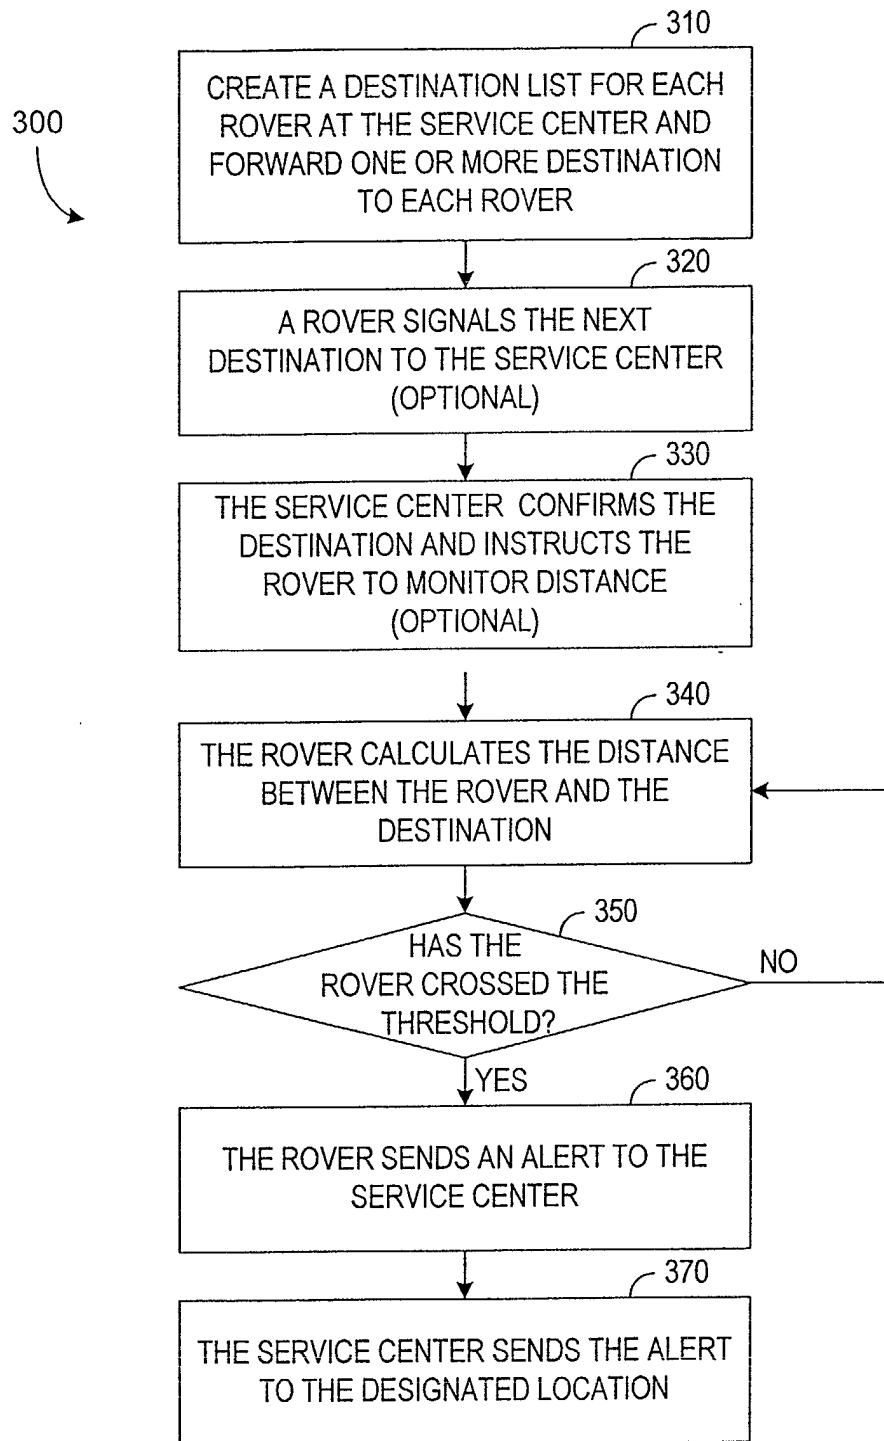 310
CREATE A DESTINATION LIST FOR EACH
ROVER AT THE SERVICE CENTER AND
FORWARD ONE OR MORE DESTINATION
TO EACH ROVER
300
320
A ROVER SIGNALS THE NEXT
DESTINATION TO THE SERVICE CENTER
(OPTIONAL)
330
THE SERVICE CENTER CONFIRMS THE
DESTINATION AND INSTRUCTS THE
ROVER TO MONITOR DISTANCE
(OPTIONAL)
340
THE ROVER CALCULATES THE DISTANCE
BETWEEN THE ROVER AND THE
DESTINATION
350
HAS THE
ROVER CROSSED THE
THRESHOLD?
NO
YES
360
THE ROVER SENDS AN ALERT TO THE
SERVICE CENTER
370
THE SERVICE CENTER SENDS THE ALERT
TO THE DESIGNATED LOCATION